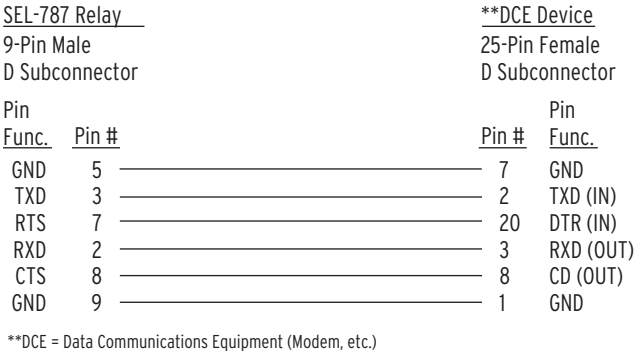 SEL-787 Relay **DCE Device
9-Pin Male 25-Pin Female
D Subconnector D Subconnector
Pin Pin
Func. Pin # Pin # Func.
GND 5 7 GND
TXD 3 2 TXD (IN)
RTS 7 20 DTR (IN)
RXD 2 3 RXD (OUT)
CTS 8 8 CD (OUT)
GND 9 1 GND
**DCE = Data Communications Equipment (Modem, etc.)